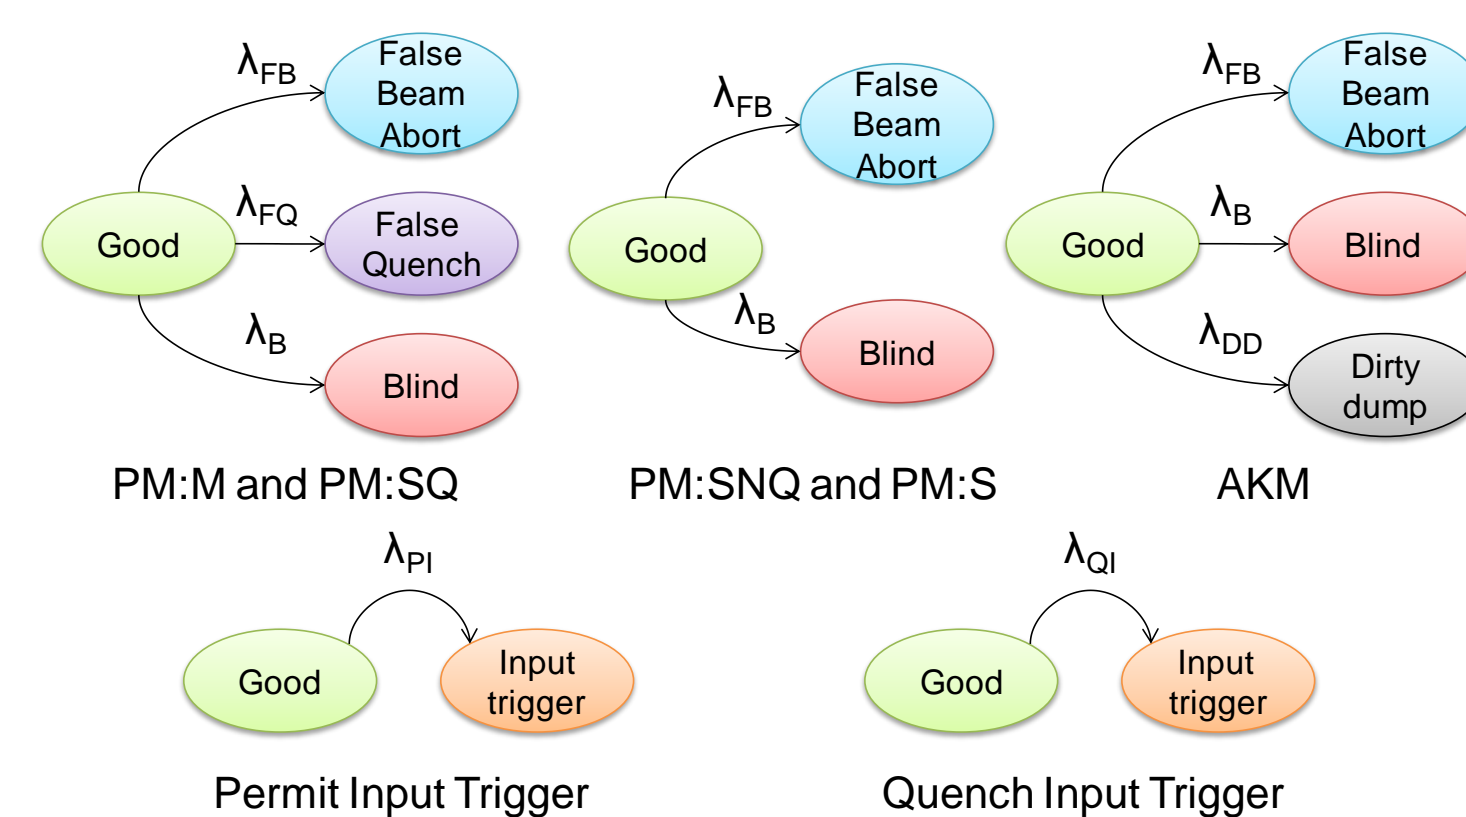 λFB
False
Beam
Abort
Good
λFQ
False
Quench
λB
Blind
PM:M and PM:SQ
λFB
False
Beam
Abort
Good
λB
Blind
PM:SNQ and PM:S
λFB
False
Beam
Abort
Good
λB
Blind
λDD
Dirty
dump
AKM
λPI
Good
Input
trigger
Permit Input Trigger
λQI
Good
Input
trigger
Quench Input Trigger